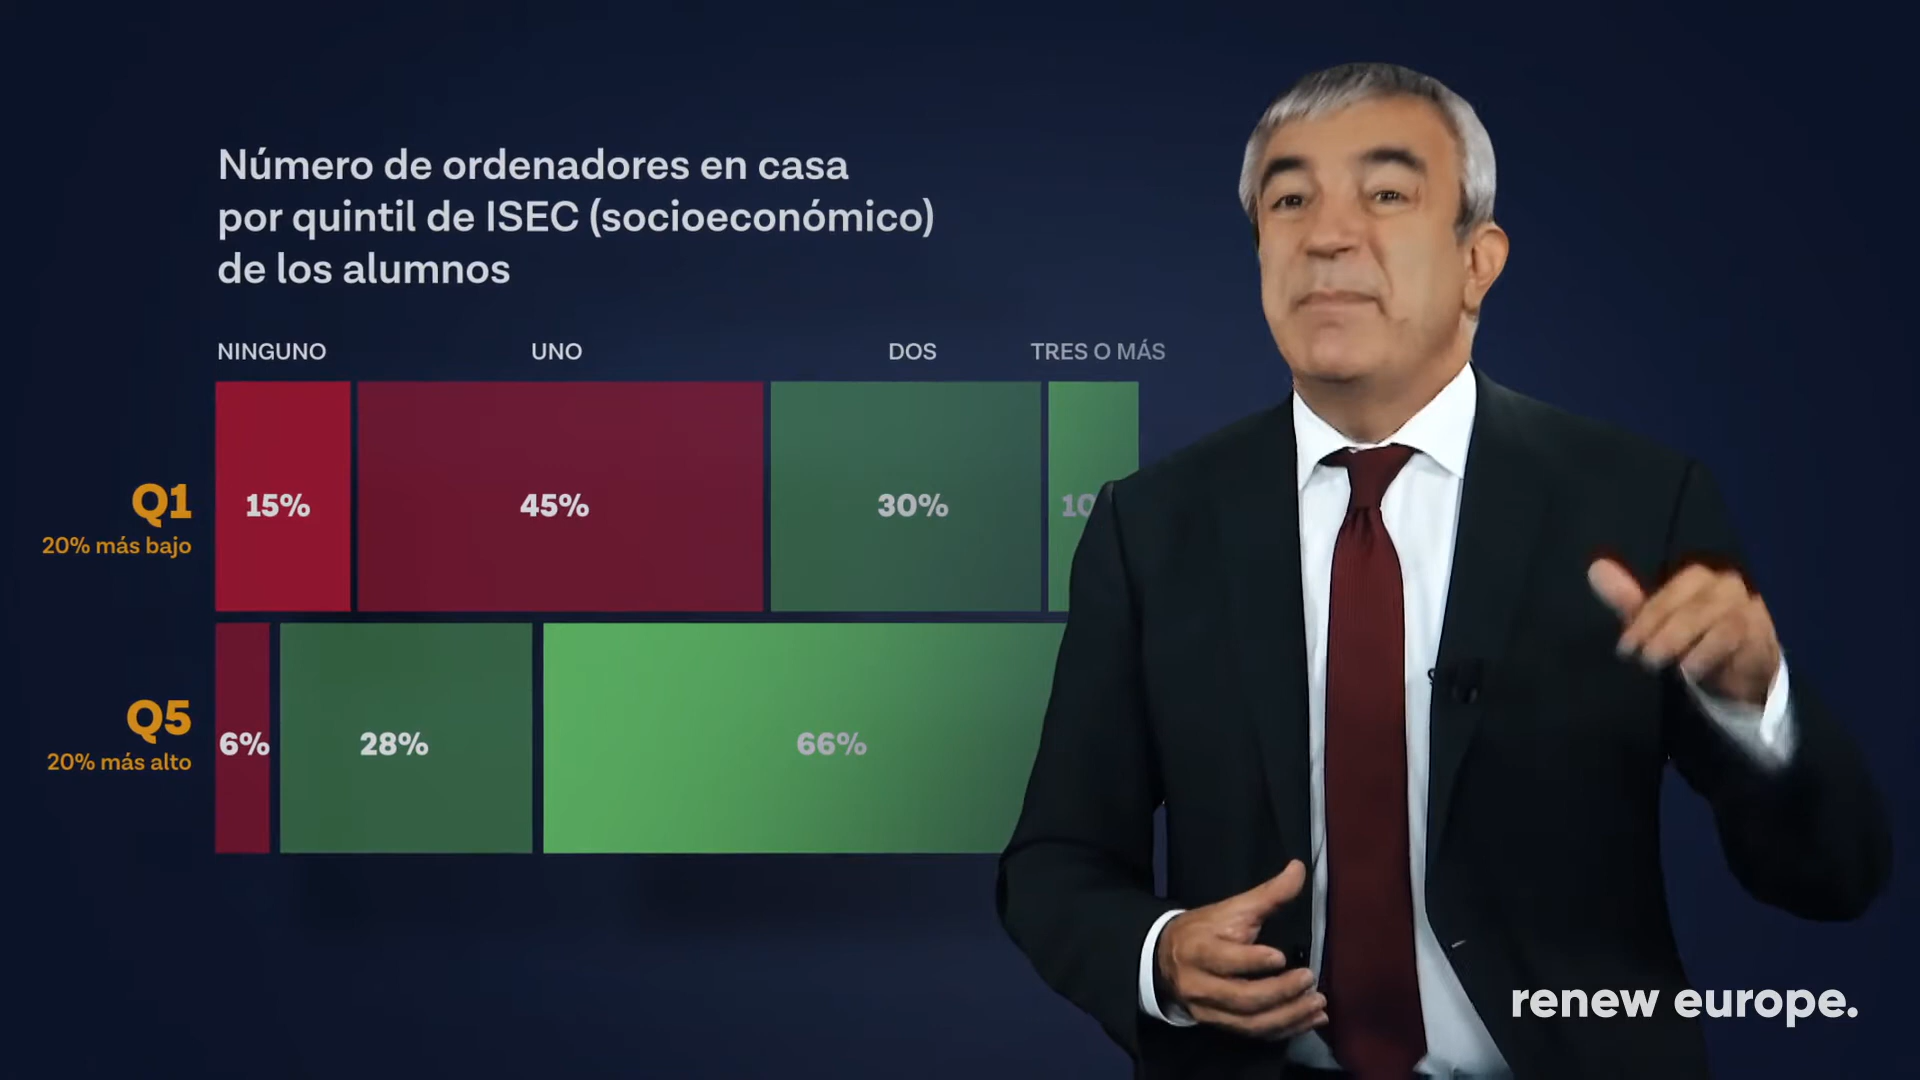 Número de ordenadores en casa
por quintil de ISEC (socioeconómico)
de los alumnos
NINGUNO UNO DOS TRES O MÁS
Q1
20% más bajo
15% 45% 30% 10
Q5
20% más alto
6% 28% 66%
renew europe.